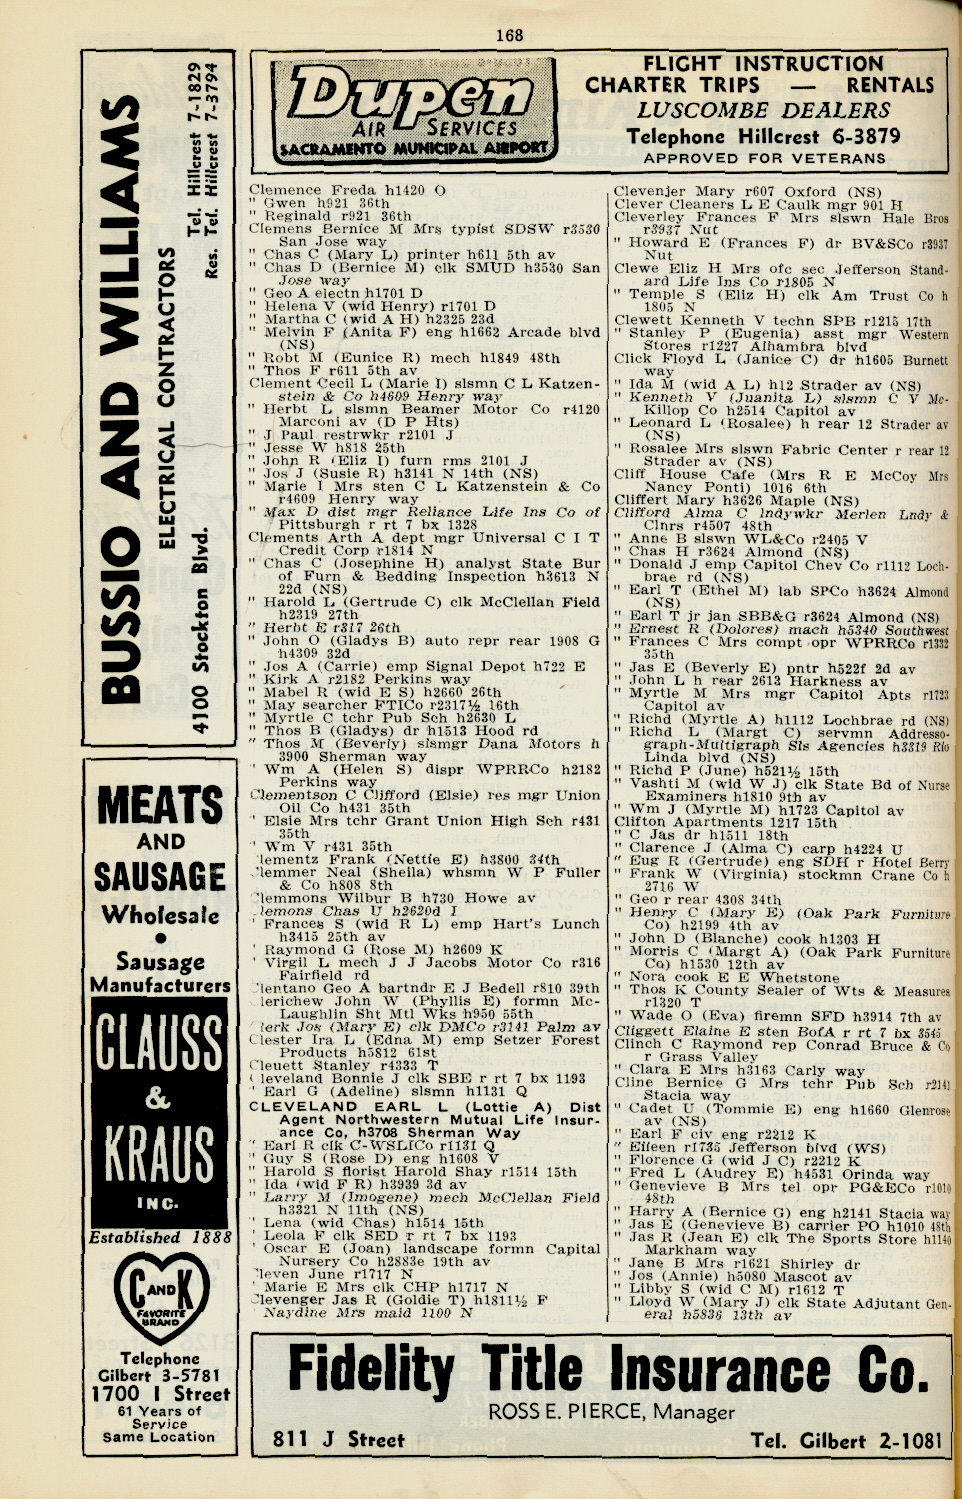 168
BUSSIO AND WILLIAMS
ELECTRICAL CONTRACTORS
4100 Stockton Blvd.
Tel. Hillcrest 7-1829
Res. Tel. Hillcrest 7-3794
MEATS
AND
SAUSAGE
Wholesale
•
Sausage
Manufacturers
CLAUSS
&
KRAUS
INC.
Established 1888
C AND K
FAVORITE
BRAND
Telephone
Gilbert 3-5781
1700 I Street
61 Years of
Service
Same Location
Dupen
AIR SERVICES
SACRAMENTO MUNICIPAL AIRPORT
FLIGHT INSTRUCTION
CHARTER TRIPS — RENTALS
LUSCOMBE DEALERS
Telephone Hillcrest 6-3879
APPROVED FOR VETERANS
Clemence Freda h1420 O
" Gwen h921 36th
" Reginald r921 36th
Clemens Bernice M Mrs typist SDSW r3530
San Jose way
" Chas C (Mary L) printer h611 5th av
" Chas D (Bernice M) clk SMUD h3530 San
Jose way
" Geo A electn h1701 D
" Helena V (wid Henry) r1701 D
" Martha C (wid A H) h2325 23d
" Melvin F (Anita F) eng h1662 Arcade blvd
(NS)
" Robt M (Eunice R) mech h1849 48th
" Thos F r611 5th av
Clement Cecil L (Marie I) slsmn C L Katzen-
stein & Co h4609 Henry way
" Herbt L slsmn Beamer Motor Co r4120
Marconi av (D P Hts)
" J Paul restrwkr r2101 J
" Jesse W h818 25th
" John R (Eliz I) furn rms 2101 J
" Jos J (Susie R) h3141 N 14th (NS)
" Marie I Mrs sten C L Katzenstein & Co
r4609 Henry way
" Max D dist mgr Reliance Life Ins Co of
Pittsburgh r rt 7 bx 1328
Clements Arth A dept mgr Universal C I T
Credit Corp r1814 N
" Chas C (Josephine H) analyst State Bur
of Furn & Bedding Inspection h3613 N
22d (NS)
" Harold L (Gertrude C) clk McClellan Field
h2319 27th
" Herbt E r817 26th
" John O (Gladys B) auto repr rear 1908 G
h4309 32d
" Jos A (Carrie) emp Signal Depot h722 E
" Kirk A r2182 Perkins way
" Mabel R (wid E S) h2660 26th
" May searcher FTICo r2317½ 16th
" Myrtle C tchr Pub Sch h2630 L
" Thos B (Gladys) dr h1513 Hood rd
" Thos M (Beverly) slsmgr Dana Motors h
3900 Sherman way
' Wm A (Helen S) dispr WPRRCo h2182
Perkins way
Clementson C Clifford (Elsie) res mgr Union
Oil Co h431 35th
' Elsie Mrs tchr Grant Union High Sch r431
35th
' Wm V r431 35th
lementz Frank (Nettie E) h3800 34th
lemmer Neal (Sheila) whsmn W P Fuller
& Co h808 8th
Clemmons Wilbur B h730 Howe av
lemons Chas U h2620d I
' Frances S (wid R L) emp Hart's Lunch
h3415 25th av
' Raymond G (Rose M) h2609 K
' Virgil L mech J J Jacobs Motor Co r316
Fairfield rd
lentano Geo A bartndr E J Bedell r810 39th
lerichew John W (Phyllis E) formn Mc-
Laughlin Sht Mtl Wks h950 55th
lerk Jos (Mary E) clk DMCo r3141 Palm av
Clester Ira L (Edna M) emp Setzer Forest
Products h5812 61st
Cleuett Stanley r4333 T
Cleveland Bonnie J clk SBE r rt 7 bx 1193
' Earl G (Adeline) slsmn h1131 Q
CLEVELAND EARL L (Lottie A) Dist
Agent Northwestern Mutual Life Insur-
ance Co, h3708 Sherman Way
" Earl R clk C-WSLICo r1131 Q
" Guy S (Rose D) eng h1608 V
" Harold S florist Harold Shay r1514 15th
" Ida (wid F R) h3939 3d av
" Larry M (Imogene) mech McClellan Field
h3321 N 11th (NS)
' Lena (wid Chas) h1514 15th
' Leola F clk SED r rt 7 bx 1193
' Oscar E (Joan) landscape formn Capital
Nursery Co h2883e 19th av
leven June r1717 N
' Marie E Mrs clk CHP h1717 N
Clevenger Jas R (Goldie T) h1811½ F
Naydine Mrs maid 1100 N
Clevenjer Mary r607 Oxford (NS)
Clever Cleaners L E Caulk mgr 901 H
Cleverley Frances F Mrs slswn Hale Bros
r3937 Nut
" Howard E (Frances F) dr BV&SCo r3937
Nut
Clewe Eliz H Mrs ofc sec Jefferson Stand-
ard Life Ins Co r1805 N
" Temple S (Eliz H) clk Am Trust Co h
1805 N
Clewett Kenneth V techn SPB r1215 17th
" Stanley P (Eugenia) asst mgr Western
Stores r1227 Alhambra blvd
Click Floyd L (Janice C) dr h1605 Burnett
way
" Ida M (wid A L) h12 Strader av (NS)
" Kenneth V (Juanita L) slsmn C V Mc-
Killop Co h2514 Capitol av
" Leonard L (Rosalee) h rear 12 Strader av
(NS)
" Rosalee Mrs slswn Fabric Center r rear 12
Strader av (NS)
Cliff House Cafe (Mrs R E McCoy Mrs
Nancy Ponti) 1016 6th
Cliffert Mary h3626 Maple (NS)
Clifford Alma C lndywkr Merlen Lndy &
Clnrs r4507 48th
" Anne B slswn WL&Co r2405 V
" Chas H r3624 Almond (NS)
" Donald J emp Capitol Chev Co r1112 Loch-
brae rd (NS)
" Earl T (Ethel M) lab SPCo h3624 Almond
(NS)
" Earl T jr jan SBB&G r3624 Almond (NS)
" Ernest R (Dolores) mach h5340 Southwest
" Frances C Mrs compt opr WPRRCo r1332
35th
" Jas E (Beverly E) pntr h522f 2d av
" John L h rear 2613 Harkness av
" Myrtle M Mrs mgr Capitol Apts r1723
Capitol av
" Richd (Myrtle A) h1112 Lochbrae rd (NS)
" Richd L (Margt C) servmn Addresso-
graph-Multigraph Sls Agencies h3319 Rio
Linda blvd (NS)
" Richd P (June) h521½ 15th
" Vashti M (wid W J) clk State Bd of Nurse
Examiners h1810 9th av
" Wm J (Myrtle M) h1723 Capitol av
Clifton Apartments 1217 15th
" C Jas dr h1511 18th
" Clarence J (Alma C) carp h4224 U
" Eug R (Gertrude) eng SDH r Hotel Berry
" Frank W (Virginia) stockmn Crane Co h
2716 W
" Geo r rear 4308 34th
" Henry C (Mary E) (Oak Park Furniture
Co) h2199 4th av
" John D (Blanche) cook h1303 H
" Morris C (Margt A) (Oak Park Furniture
Co) h1530 12th av
" Nora cook E E Whetstone
" Thos K County Sealer of Wts & Measures
r1320 T
" Wade O (Eva) firemn SFD h3914 7th av
Cliggett Elaine E sten BofA r rt 7 bx 3545
Clinch C Raymond rep Conrad Bruce & Co
r Grass Valley
" Clara E Mrs h3163 Carly way
Cline Bernice G Mrs tchr Pub Sch r2141
Stacia way
" Cadet U (Tommie E) eng h1660 Glenrose
av (NS)
" Earl F civ eng r2212 K
" Eileen r1735 Jefferson blvd (WS)
" Florence G (wid J C) r2212 K
" Fred L (Audrey E) h4531 Orinda way
" Genevieve B Mrs tel opr PG&ECo r1010
48th
" Harry A (Bernice G) eng h2141 Stacia way
" Jas E (Genevieve B) carrier PO h1010 48th
" Jas R (Jean E) clk The Sports Store h1140
Markham way
" Jane B Mrs r1621 Shirley dr
" Jos (Annie) h5080 Mascot av
" Libby S (wid C M) r1612 T
" Lloyd W (Mary J) clk State Adjutant Gen-
eral h5836 13th av
Fidelity Title Insurance Co.
ROSS E. PIERCE, Manager
811 J Street
Tel. Gilbert 2-1081